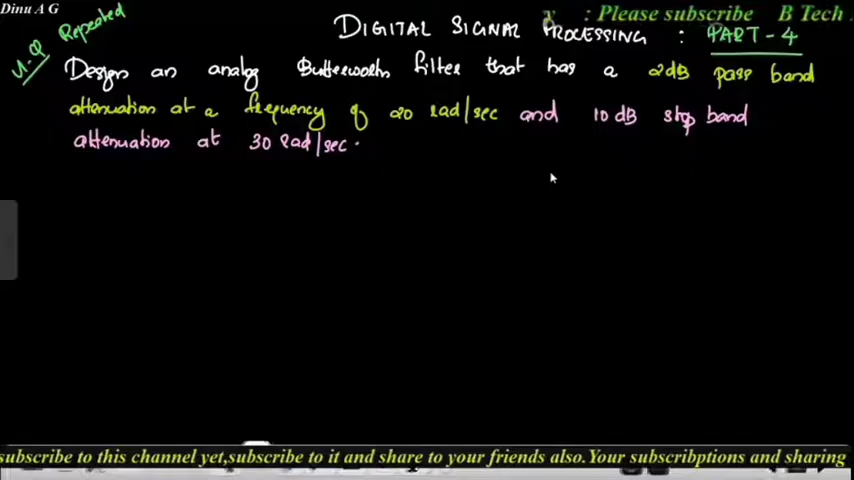 Dinu A G
y : Please subscribe B Tech
DIGITAL SIGNAL PROCESSING : PART-4
U.Q Repeated
Design an analog Butterworth filter that has a 2dB pass band
attenuation at a frequency of 20 rad/sec and 10 dB stop band
attenuation at 30 rad/sec.
subscribe to this channel yet,subscribe to it and share to your friends also.Your subscribptions and sharing